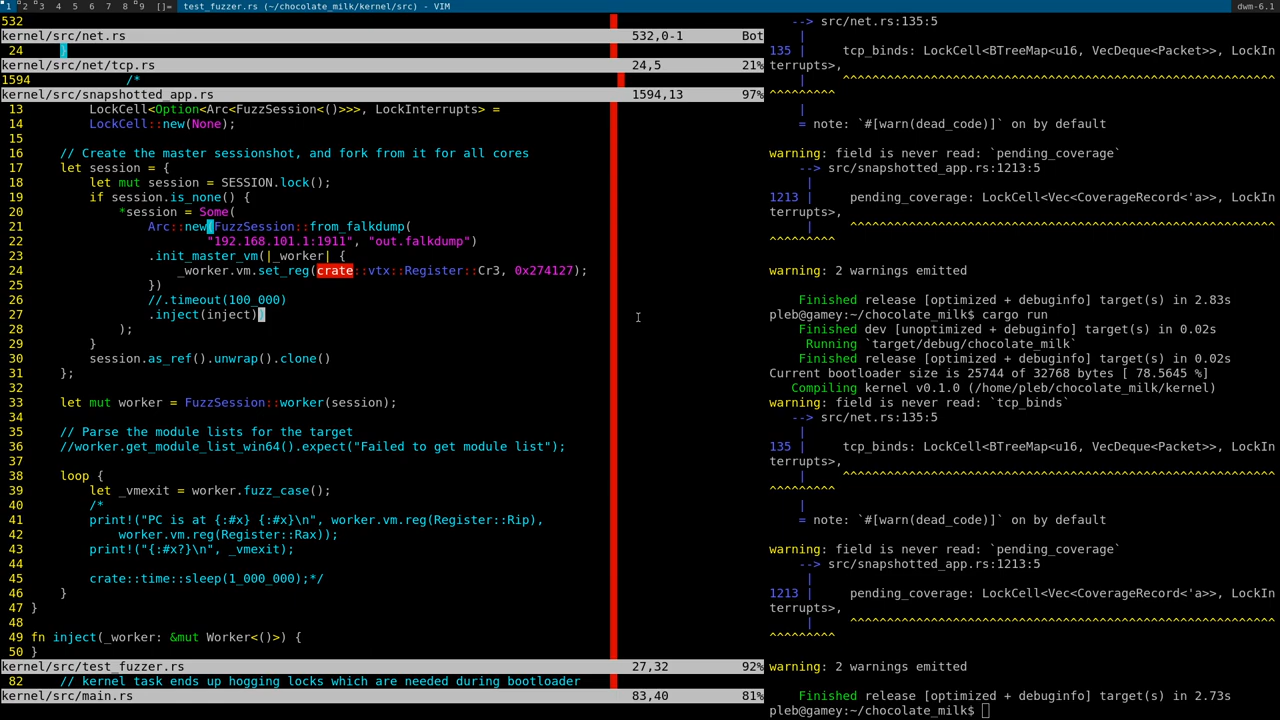 1 2 3 4 5 6 7 8 9 []= test_fuzzer.rs (~/chocolate_milk/kernel/src) - VIM dwm-6.1
532
kernel/src/net.rs 532,0-1 Bot
24 }
kernel/src/net/tcp.rs 24,5 21%
1594 /*
kernel/src/snapshotted_app.rs 1594,13 97%
13 LockCell<Option<Arc<FuzzSession<()>>>, LockInterrupts> =
14 LockCell::new(None);
15
16 // Create the master sessionshot, and fork from it for all cores
17 let session = {
18 let mut session = SESSION.lock();
19 if session.is_none() {
20 *session = Some(
21 Arc::new(FuzzSession::from_falkdump(
22 "192.168.101.1:1911", "out.falkdump")
23 .init_master_vm(|_worker| {
24 _worker.vm.set_reg(crate::vtx::Register::Cr3, 0x274127);
25 })
26 //.timeout(100_000)
27 .inject(inject))
28 );
29 }
30 session.as_ref().unwrap().clone()
31 };
32
33 let mut worker = FuzzSession::worker(session);
34
35 // Parse the module lists for the target
36 //worker.get_module_list_win64().expect("Failed to get module list");
37
38 loop {
39 let _vmexit = worker.fuzz_case();
40 /*
41 print!("PC is at {:#x} {:#x}\n", worker.vm.reg(Register::Rip),
42 worker.vm.reg(Register::Rax));
43 print!("{:#x?}\n", _vmexit);
44
45 crate::time::sleep(1_000_000);*/
46 }
47 }
48
49 fn inject(_worker: &mut Worker<()>) {
50 }
kernel/src/test_fuzzer.rs 27,32 92%
82 // kernel task ends up hogging locks which are needed during bootloader
kernel/src/main.rs 83,40 81%
--> src/net.rs:135:5
|
135 | tcp_binds: LockCell<BTreeMap<u16, VecDeque<Packet>>, LockIn
terrupts>,
| ^^^^^^^^^^^^^^^^^^^^^^^^^^^^^^^^^^^^^^^^^^^^^^^^^^^^^^^^^^^
^^^^^^^^^
|
= note: `#[warn(dead_code)]` on by default
warning: field is never read: `pending_coverage`
--> src/snapshotted_app.rs:1213:5
|
1213 | pending_coverage: LockCell<Vec<CoverageRecord<'a>>, LockIn
terrupts>,
| ^^^^^^^^^^^^^^^^^^^^^^^^^^^^^^^^^^^^^^^^^^^^^^^^^^^^^^^^^^
^^^^^^^^^
warning: 2 warnings emitted
Finished release [optimized + debuginfo] target(s) in 2.83s
pleb@gamey:~/chocolate_milk$ cargo run
Finished dev [unoptimized + debuginfo] target(s) in 0.02s
Running `target/debug/chocolate_milk`
Finished release [optimized + debuginfo] target(s) in 0.02s
Current bootloader size is 25744 of 32768 bytes [ 78.5645 %]
Compiling kernel v0.1.0 (/home/pleb/chocolate_milk/kernel)
warning: field is never read: `tcp_binds`
--> src/net.rs:135:5
|
135 | tcp_binds: LockCell<BTreeMap<u16, VecDeque<Packet>>, LockIn
terrupts>,
| ^^^^^^^^^^^^^^^^^^^^^^^^^^^^^^^^^^^^^^^^^^^^^^^^^^^^^^^^^^^
^^^^^^^^^
|
= note: `#[warn(dead_code)]` on by default
warning: field is never read: `pending_coverage`
--> src/snapshotted_app.rs:1213:5
|
1213 | pending_coverage: LockCell<Vec<CoverageRecord<'a>>, LockIn
terrupts>,
| ^^^^^^^^^^^^^^^^^^^^^^^^^^^^^^^^^^^^^^^^^^^^^^^^^^^^^^^^^^
^^^^^^^^^
warning: 2 warnings emitted
Finished release [optimized + debuginfo] target(s) in 2.73s
pleb@gamey:~/chocolate_milk$